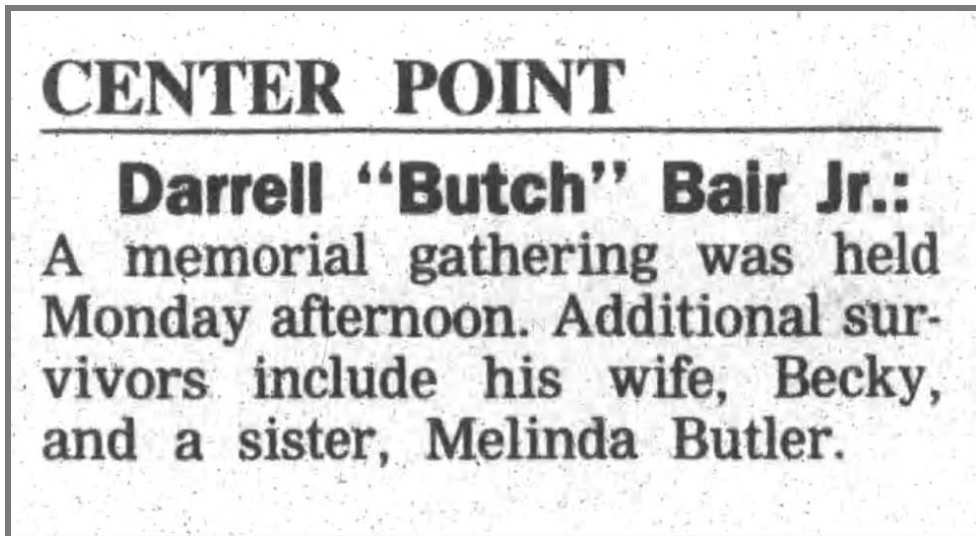 CENTER POINT
Darrell “Butch” Bair Jr.:
A memorial gathering was held
Monday afternoon. Additional sur-
vivors include his wife, Becky,
and a sister, Melinda Butler.